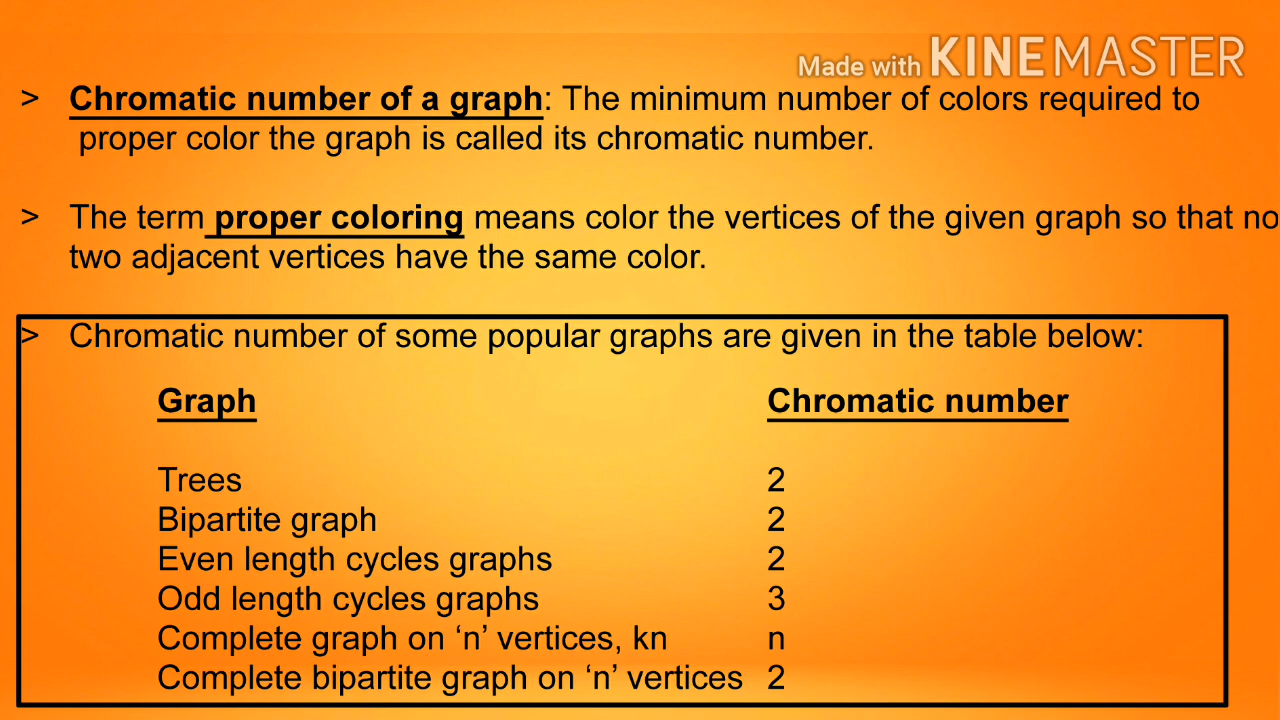 Made with KINEMASTER
> Chromatic number of a graph: The minimum number of colors required to
proper color the graph is called its chromatic number.
> The term proper coloring means color the vertices of the given graph so that no
two adjacent vertices have the same color.
> Chromatic number of some popular graphs are given in the table below:
Graph Chromatic number
Trees 2
Bipartite graph 2
Even length cycles graphs 2
Odd length cycles graphs 3
Complete graph on ‘n’ vertices, kn n
Complete bipartite graph on ‘n’ vertices 2